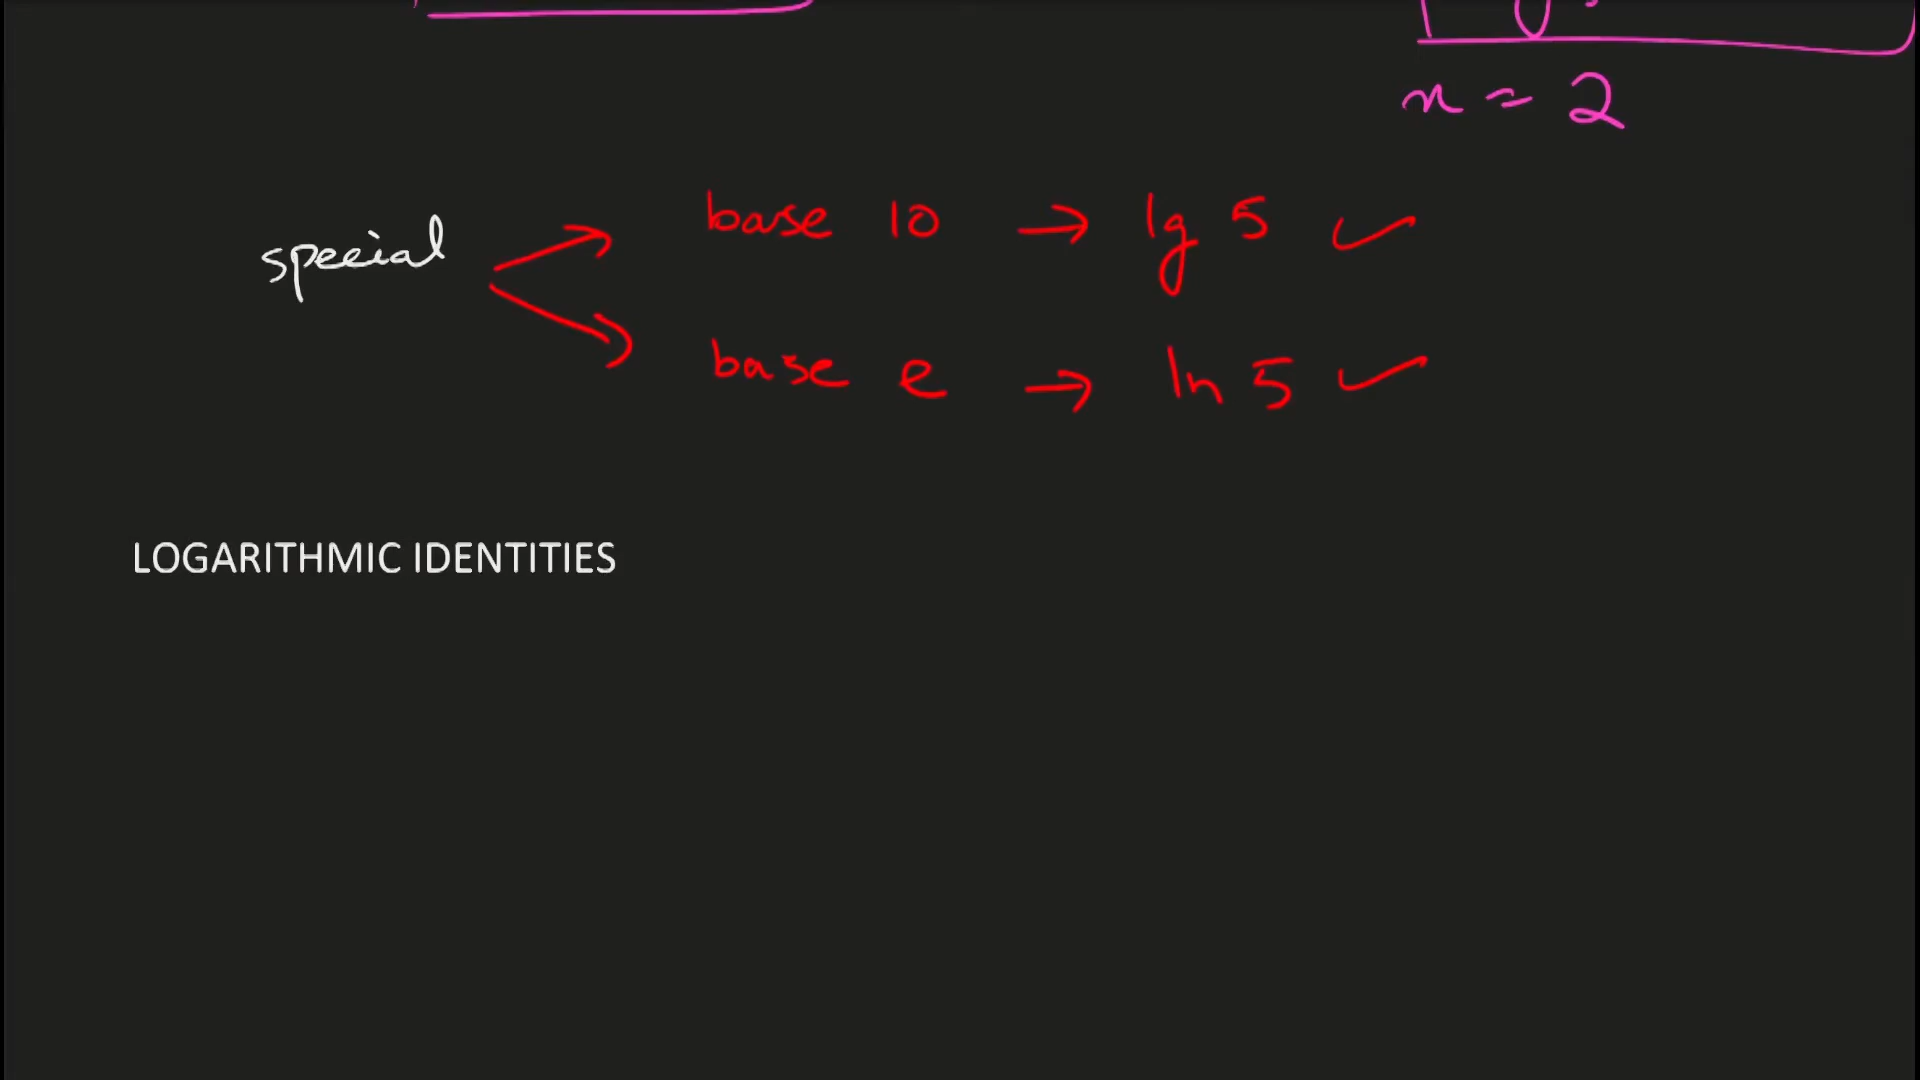 x = 2
special
base 10 → lg 5 ✓
base e → ln 5 ✓
LOGARITHMIC IDENTITIES